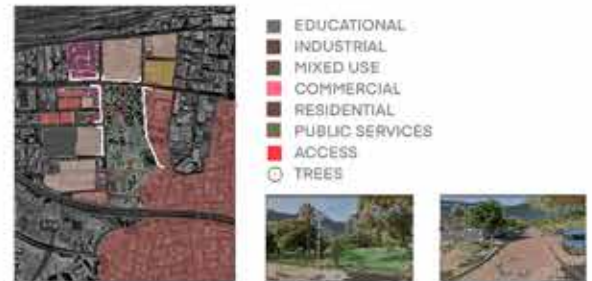 EDUCATIONAL
INDUSTRIAL
MIXED USE
COMMERCIAL
RESIDENTIAL
PUBLIC SERVICES
ACCESS
TREES